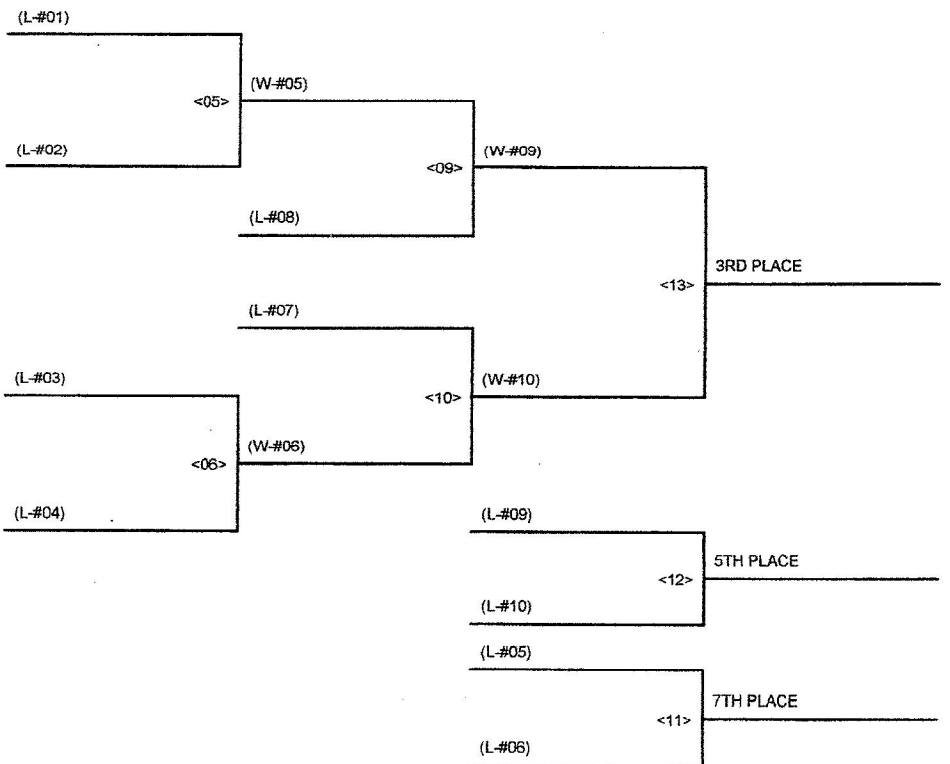 (L-#01)
(W-#05)
<05>
(L-#02)
(W-#09)
<09>
(L-#08)
3RD PLACE
<13>
(L-#07)
(L-#03)
(W-#10)
<10>
(W-#06)
<06>
(L-#04)
(L-#09)
5TH PLACE
<12>
(L-#10)
(L-#05)
7TH PLACE
<11>
(L-#06)